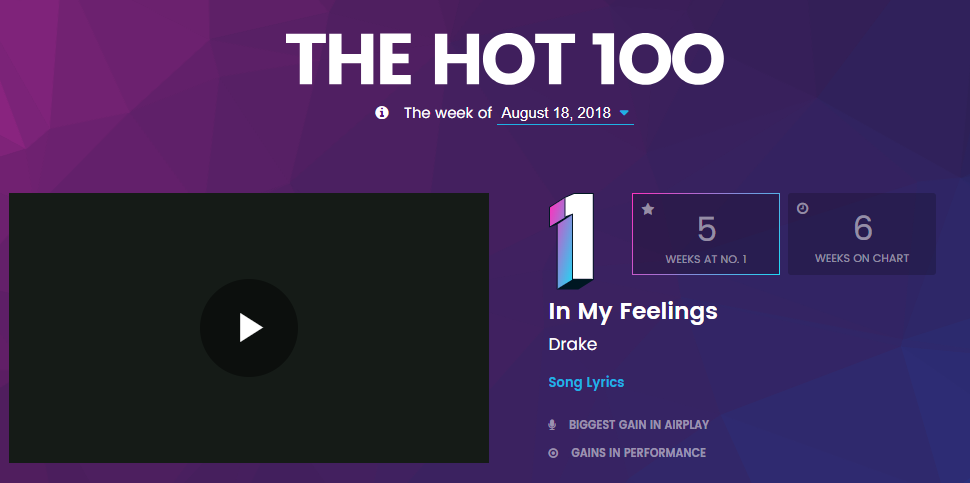 THE HOT 100
The week of August 18, 2018
1
5
WEEKS AT NO. 1
6
WEEKS ON CHART
In My Feelings
Drake
Song Lyrics
BIGGEST GAIN IN AIRPLAY
GAINS IN PERFORMANCE